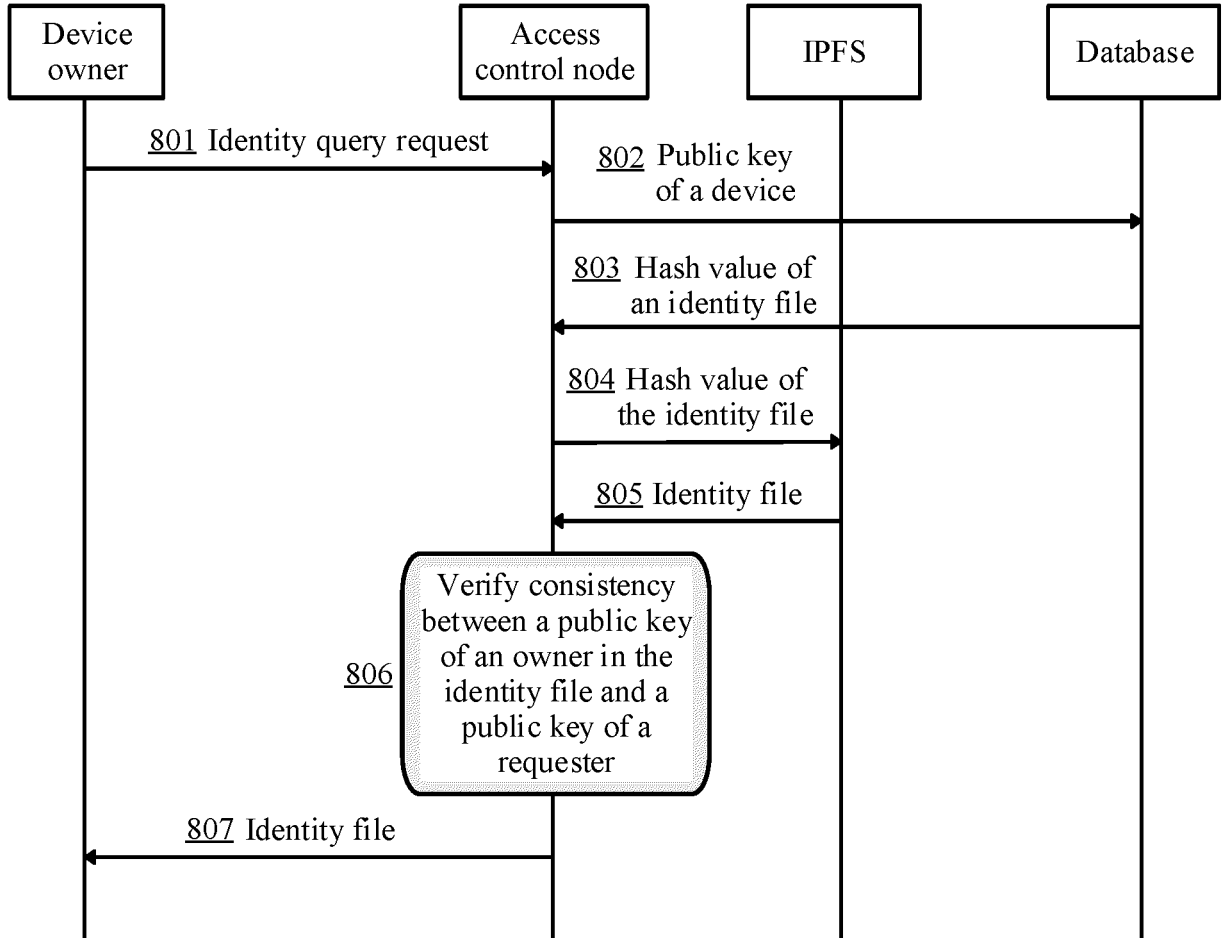 Device
owner
Access
control node
IPFS
Database
801 Identity query request
802 Public key
of a device
803 Hash value of
an identity file
804 Hash value of
the identity file
805 Identity file
806
Verify consistency
between a public key
of an owner in the
identity file and a
public key of a
requester
807 Identity file